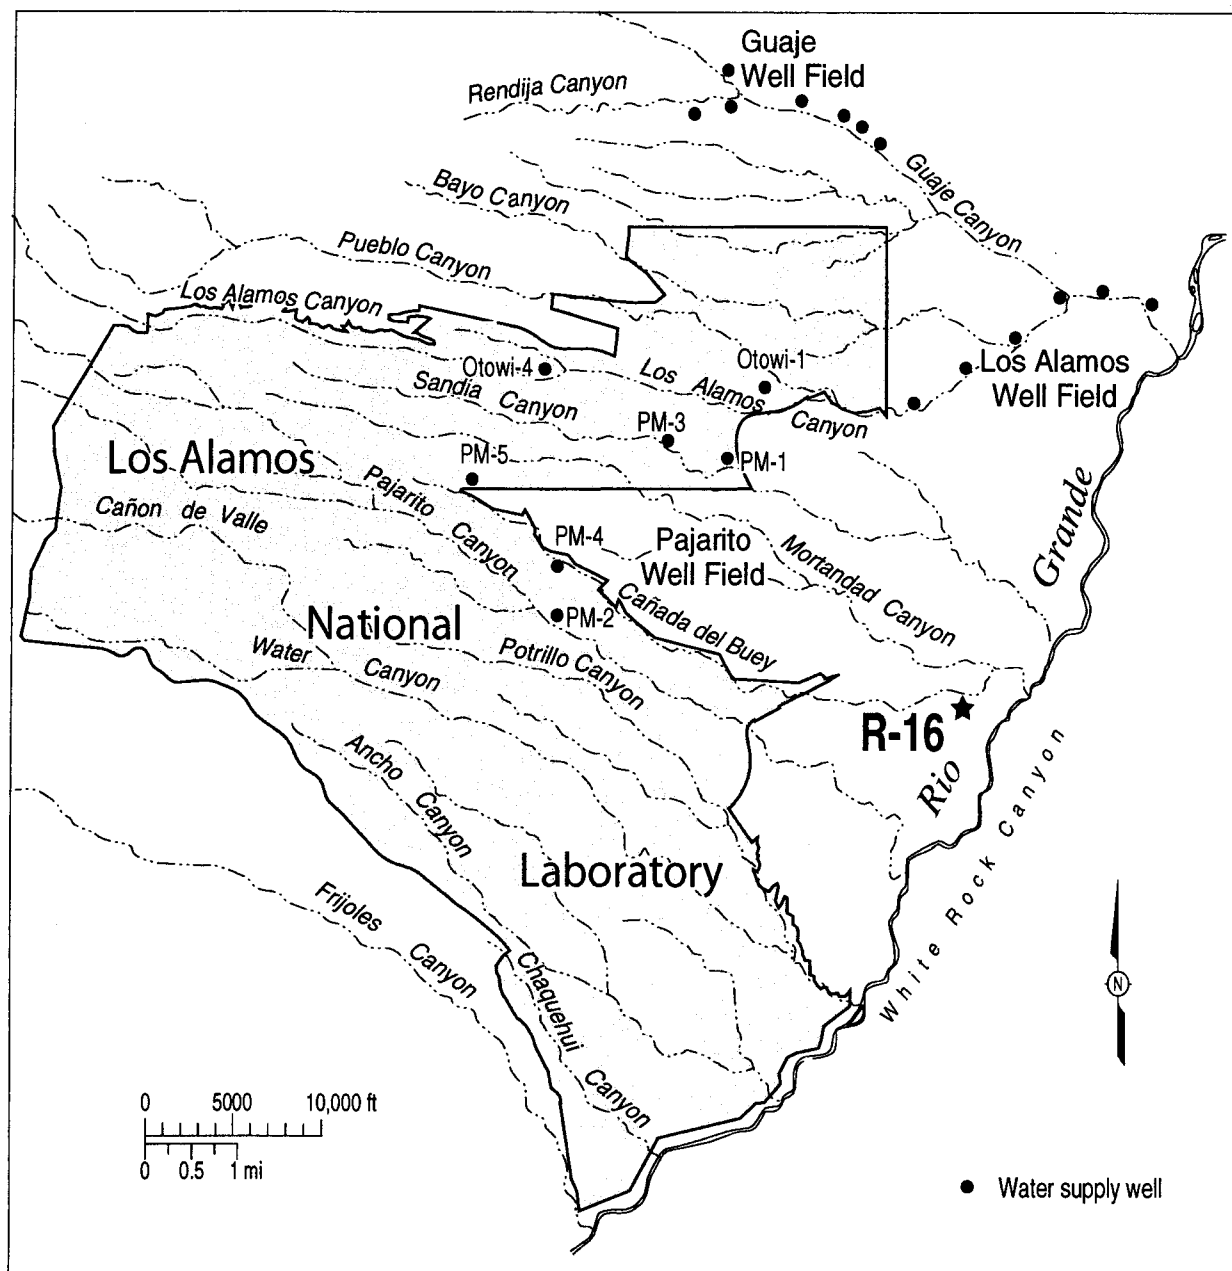 Guaje
Well Field
Rendija Canyon
Guaje Canyon
Bayo Canyon
Pueblo Canyon
Los Alamos Canyon
Otowi-4
Otowi-1
Los Alamos
Canyon
Los Alamos
Well Field
Sandia Canyon
PM-3
PM-5
PM-1
Los Alamos
Pajarito
Canyon
Cañon de Valle
PM-4
Pajarito
Well Field
Mortandad Canyon
Rio Grande
National
PM-2
Cañada del Buey
Water Canyon
Potrillo Canyon
R-16
Ancho
Canyon
White Rock Canyon
Laboratory
Frijoles
Canyon
Chaquehui
Canyon
N
0 5000 10,000 ft
0 0.5 1 mi
Water supply well